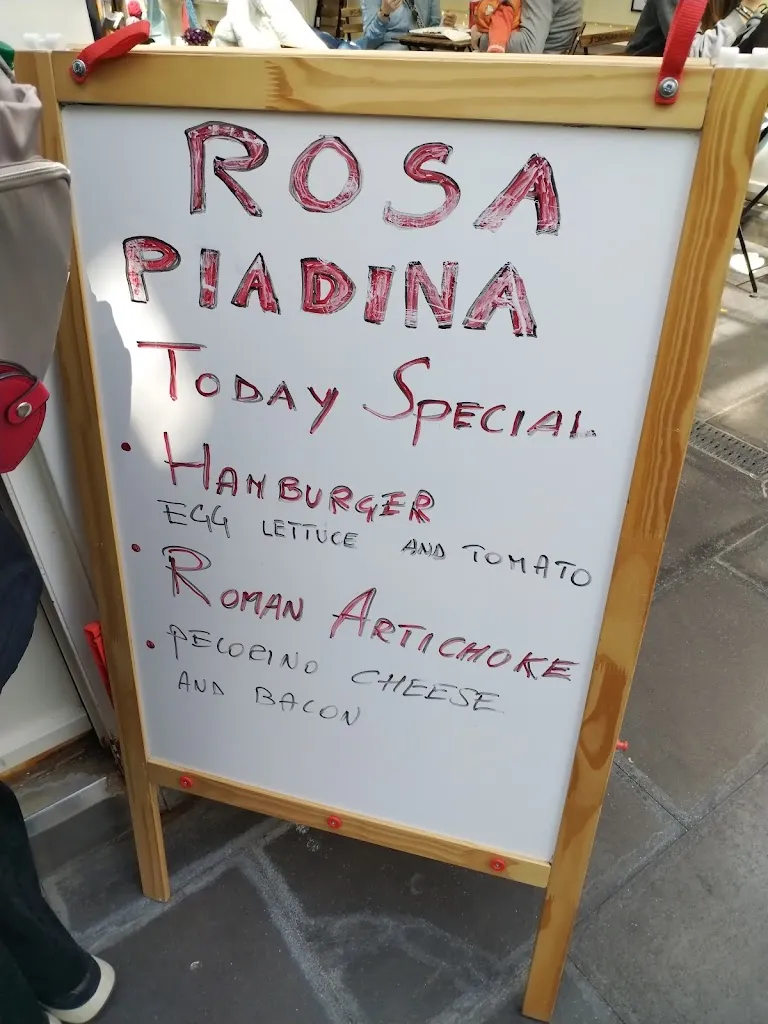 ROSA
PIADINA
TODAY SPECIAL
• HAMBURGER
EGG LETTUCE AND TOMATO
• ROMAN ARTICHOKE
• PECORINO CHEESE
AND BACON